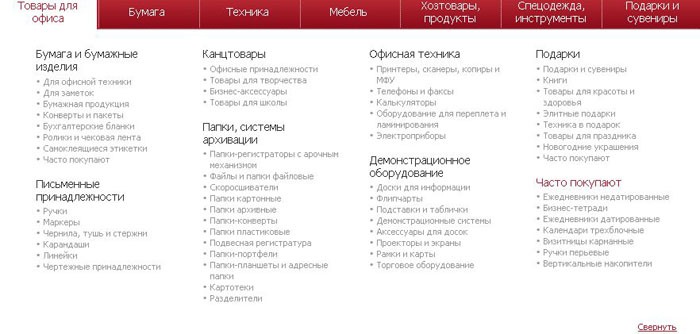 Товары для
офиса
Бумага
Техника
Мебель
Хозтовары,
продукты
Спецодежда,
инструменты
Подарки и
сувениры
Бумага и бумажные
изделия
Для офисной техники
Для заметок
Бумажная продукция
Конверты и пакеты
Бухгалтерские бланки
Ролики и чековая лента
Самоклеящиеся этикетки
Часто покупают
Письменные
принадлежности
Ручки
Маркеры
Чернила, тушь и стержни
Карандаши
Линейки
Чертежные принадлежности
Канцтовары
Офисные принадлежности
Товары для творчества
Бизнес-аксессуары
Товары для школы
Папки, системы
архивации
Папки-регистраторы с арочным
механизмом
Файлы и папки файловые
Скоросшиватели
Папки картонные
Папки архивные
Папки-конверты
Папки пластиковые
Подвесная регистратура
Папки-портфели
Папки-планшеты и адресные
папки
Картотеки
Разделители
Офисная техника
Принтеры, сканеры, копиры и
МФУ
Телефоны и факсы
Калькуляторы
Оборудование для переплета и
ламинирования
Электроприборы
Демонстрационное
оборудование
Доски для информации
Флипчарты
Подставки и таблички
Демонстрационные системы
Аксессуары для досок
Проекторы и экраны
Рамки и карты
Торговое оборудование
Подарки
Подарки и сувениры
Книги
Товары для красоты и
здоровья
Элитные подарки
Техника в подарок
Товары для праздника
Новогодние украшения
Часто покупают
Часто покупают
Ежедневники недатированные
Бизнес-тетради
Ежедневники датированные
Календари трехблочные
Визитницы карманные
Ручки перьевые
Вертикальные накопители
Свернуть